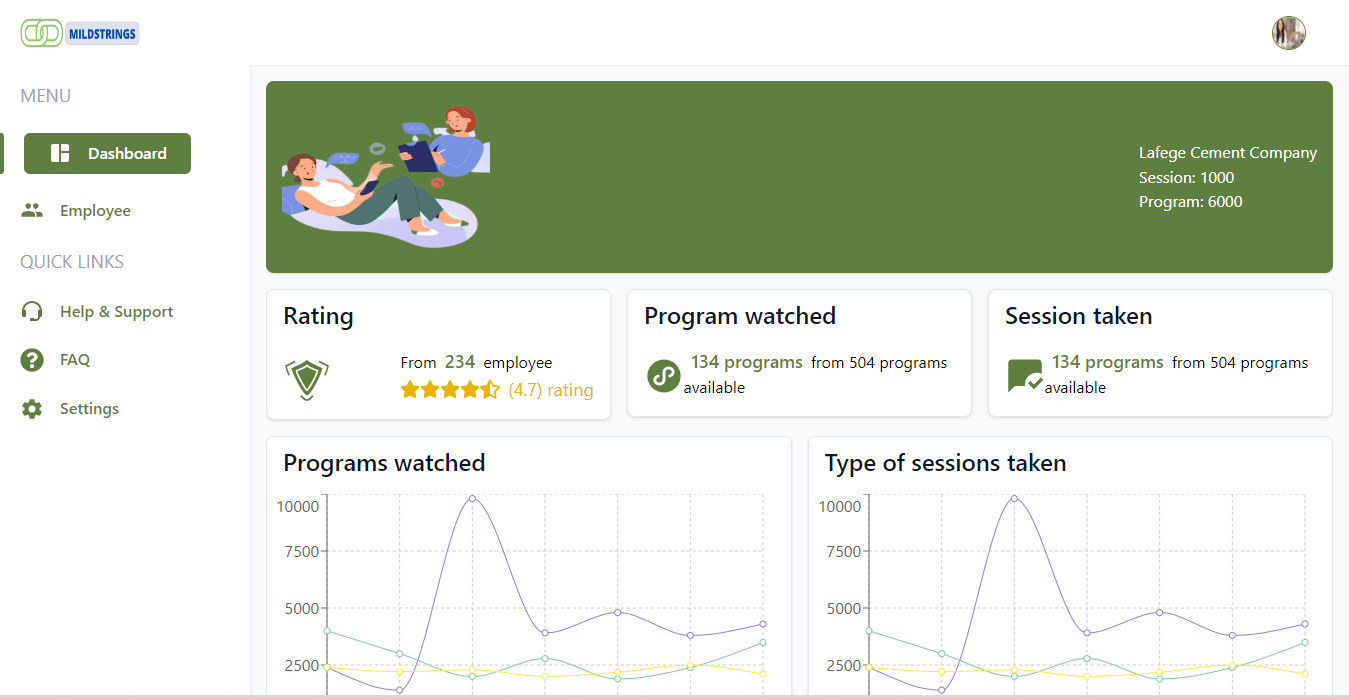 MILDSTRINGS
MENU
Dashboard
Employee
QUICK LINKS
Help & Support
FAQ
Settings
Lafege Cement Company
Session: 1000
Program: 6000
Rating
From 234 employee
(4.7) rating
Program watched
134 programs from 504 programs
available
Session taken
134 programs from 504 programs
available
Programs watched
10000
7500
5000
2500
Type of sessions taken
10000
7500
5000
2500